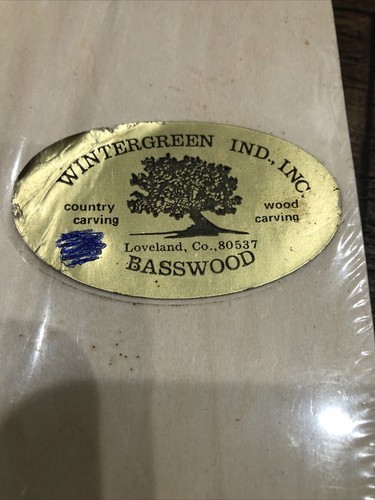 WINTERGREEN IND., INC.
country
carving
wood
carving
Loveland, Co.,80537
BASSWOOD